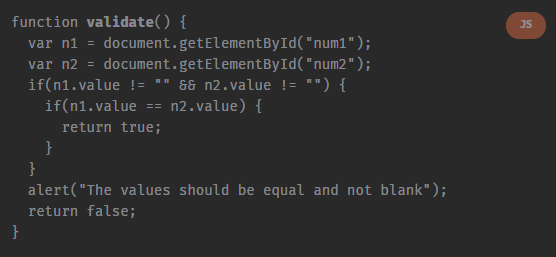 function validate() {
JS
  var n1 = document.getElementById("num1");
  var n2 = document.getElementById("num2");
  if(n1.value != "" && n2.value != "") {
    if(n1.value == n2.value) {
      return true;
    }
  }
  alert("The values should be equal and not blank");
  return false;
}